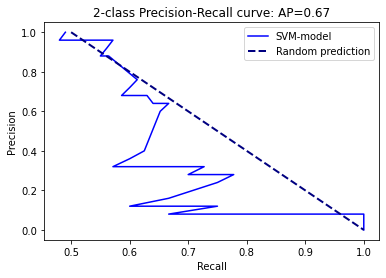 2-class Precision-Recall curve: AP=0.67
SVM-model
Random prediction
Precision
1.0
0.8
0.6
0.4
0.2
0.0
0.5 0.6 0.7 0.8 0.9 1.0
Recall